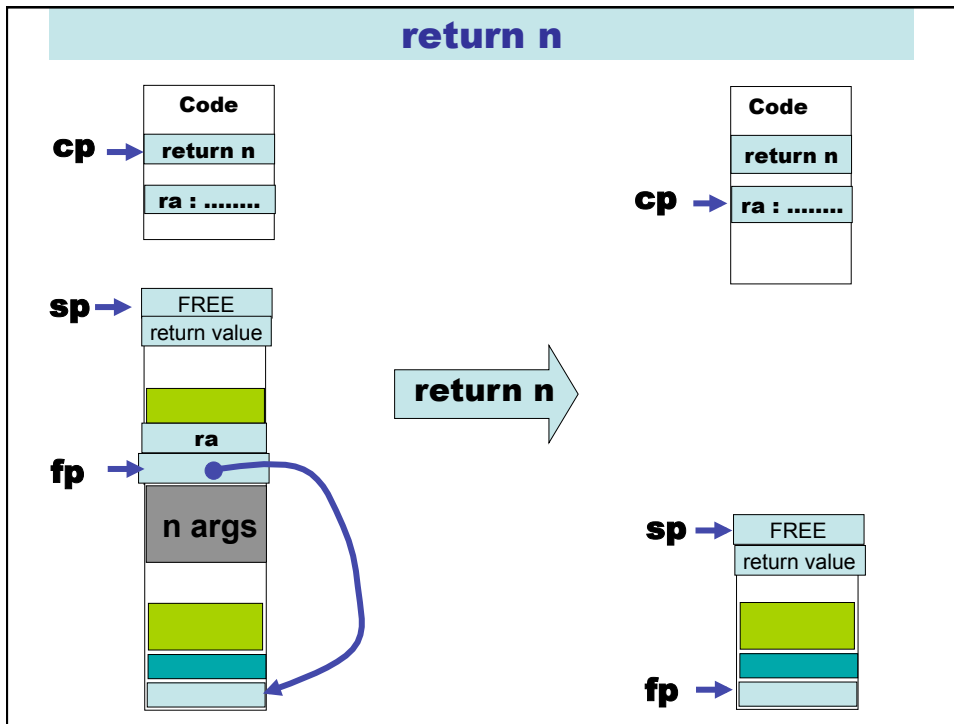 return n
Code
cp
return n
ra : ........
sp
FREE
return value
ra
fp
n args
return n
Code
return n
cp
ra : ........
sp
FREE
return value
fp